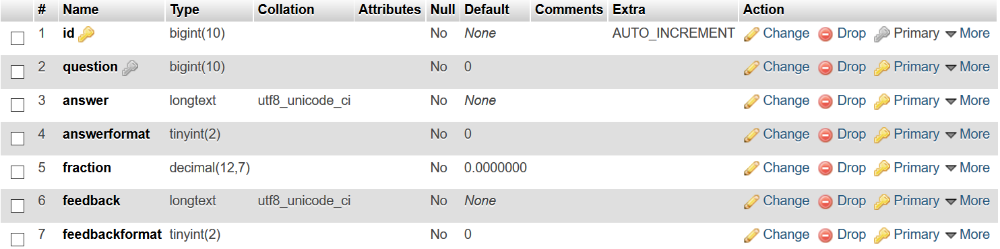 # Name Type Collation Attributes Null Default Comments Extra Action
1 id bigint(10) No None AUTO_INCREMENT Change Drop Primary More
2 question bigint(10) No 0 Change Drop Primary More
3 answer longtext utf8_unicode_ci No None Change Drop Primary More
4 answerformat tinyint(2) No 0 Change Drop Primary More
5 fraction decimal(12,7) No 0.0000000 Change Drop Primary More
6 feedback longtext utf8_unicode_ci No None Change Drop Primary More
7 feedbackformat tinyint(2) No 0 Change Drop Primary More